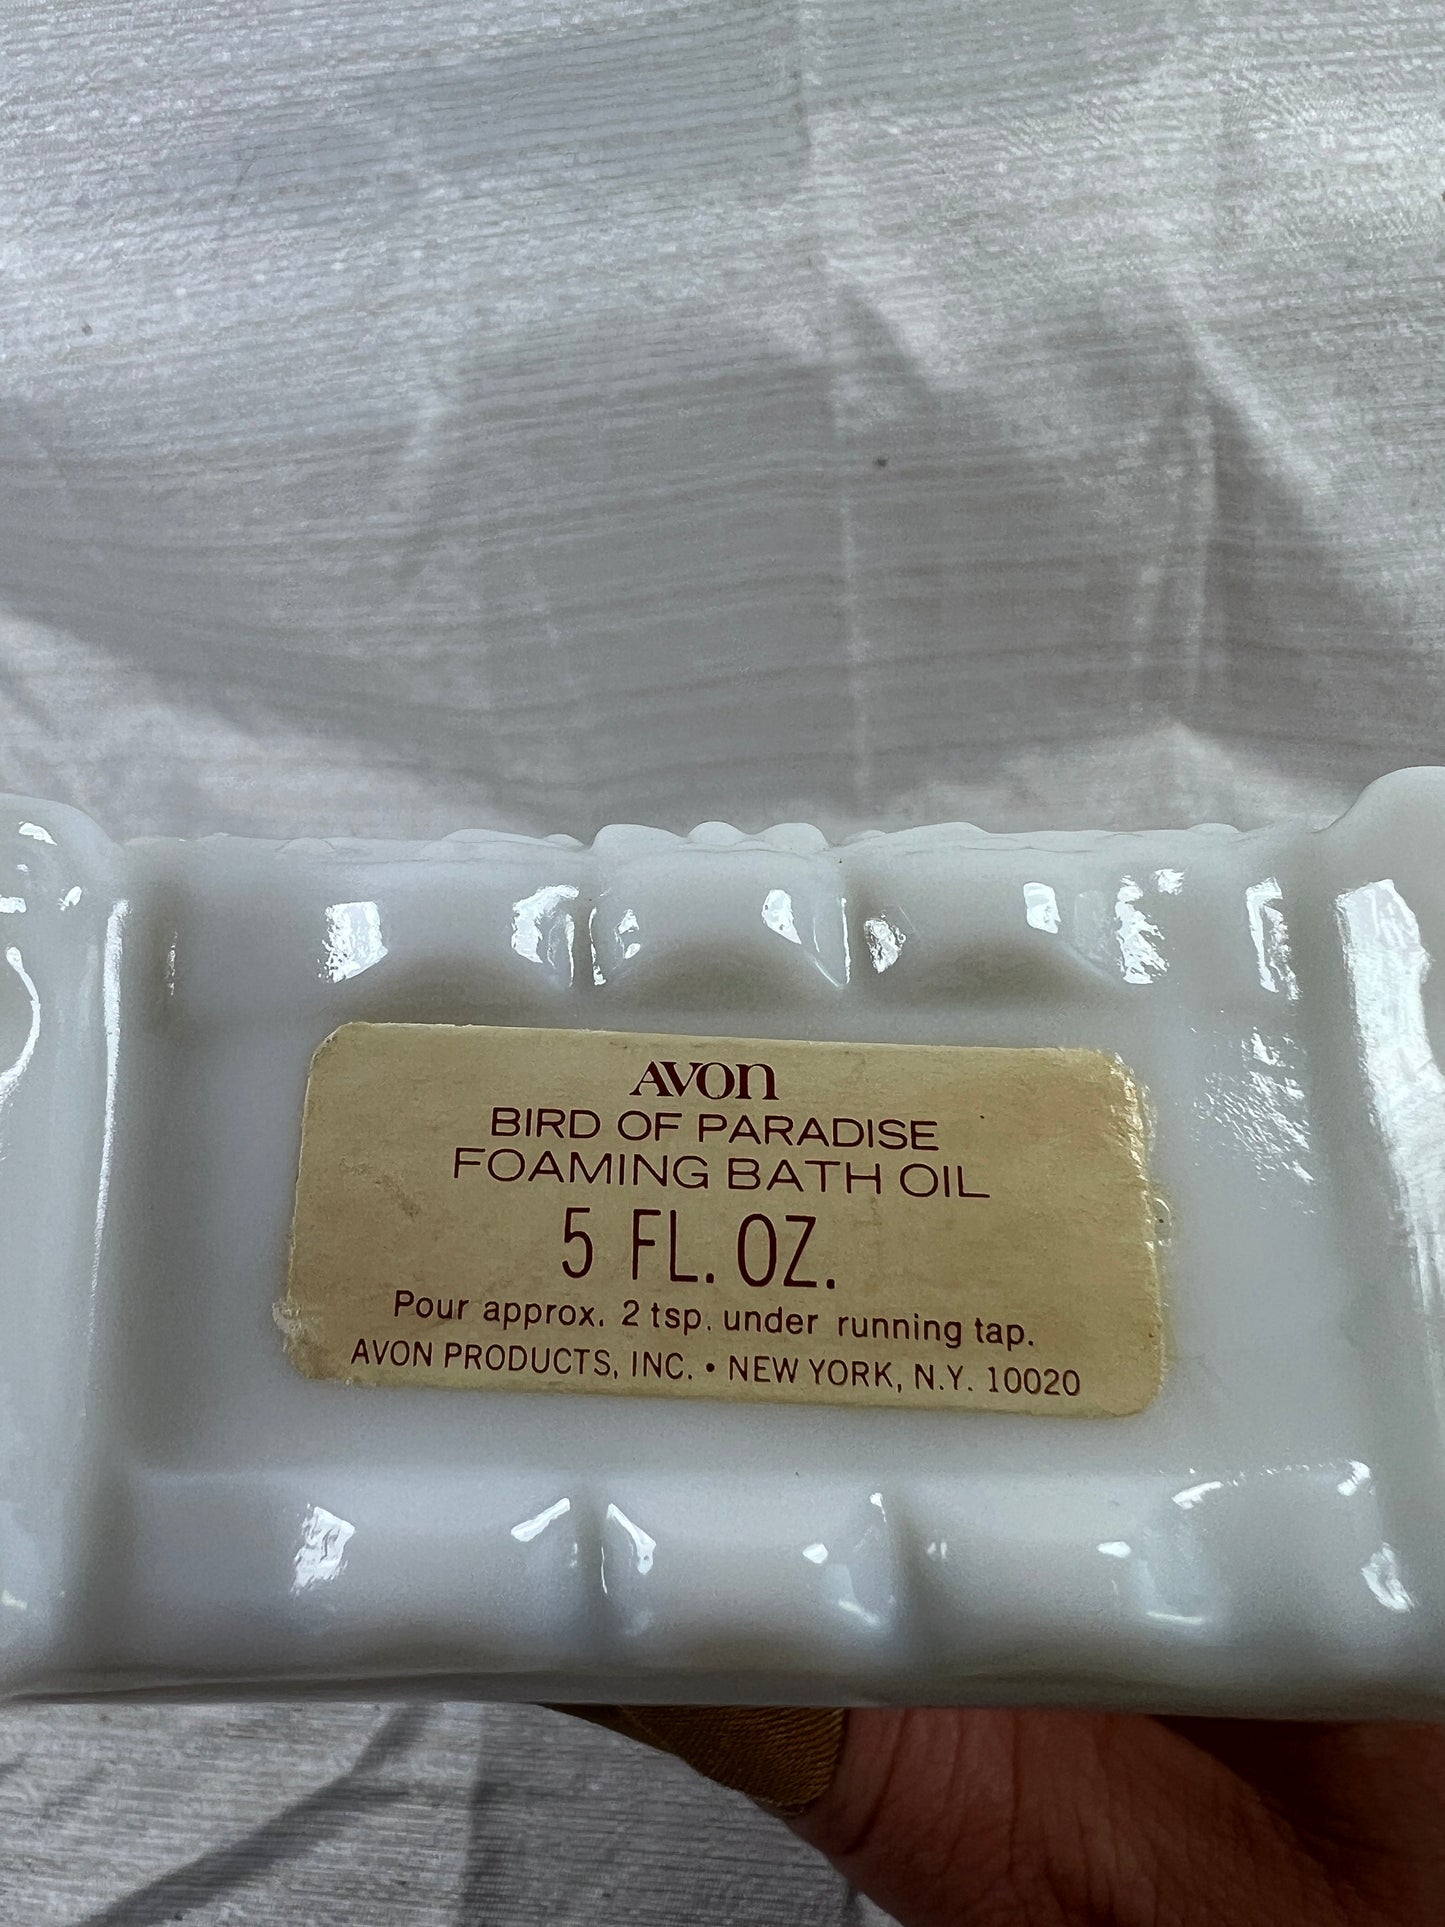 AVON
BIRD OF PARADISE
FOAMING BATH OIL
5 FL. OZ.
Pour approx. 2 tsp. under running tap.
AVON PRODUCTS, INC. • NEW YORK, N.Y. 10020